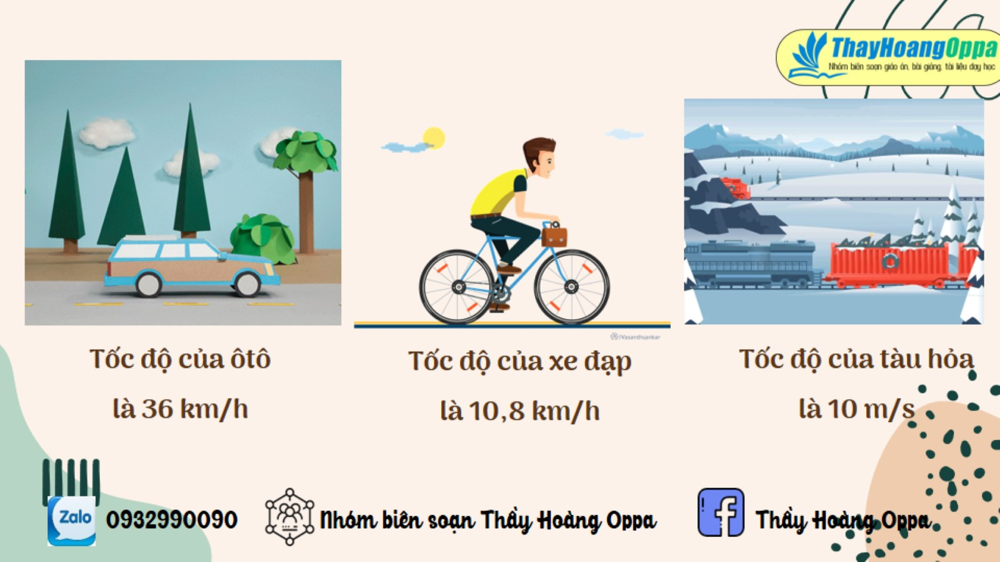 ThayHoangOppa
Nhóm biên soạn giáo án, bài giảng, tài liệu dạy học
/Vasanthsankar
Tốc độ của ôtô
là 36 km/h
Tốc độ của xe đạp
là 10,8 km/h
Tốc độ của tàu hỏa
là 10 m/s
Zalo
0932990090
Nhóm biên soạn Thầy Hoàng Oppa
Thầy Hoàng Oppa